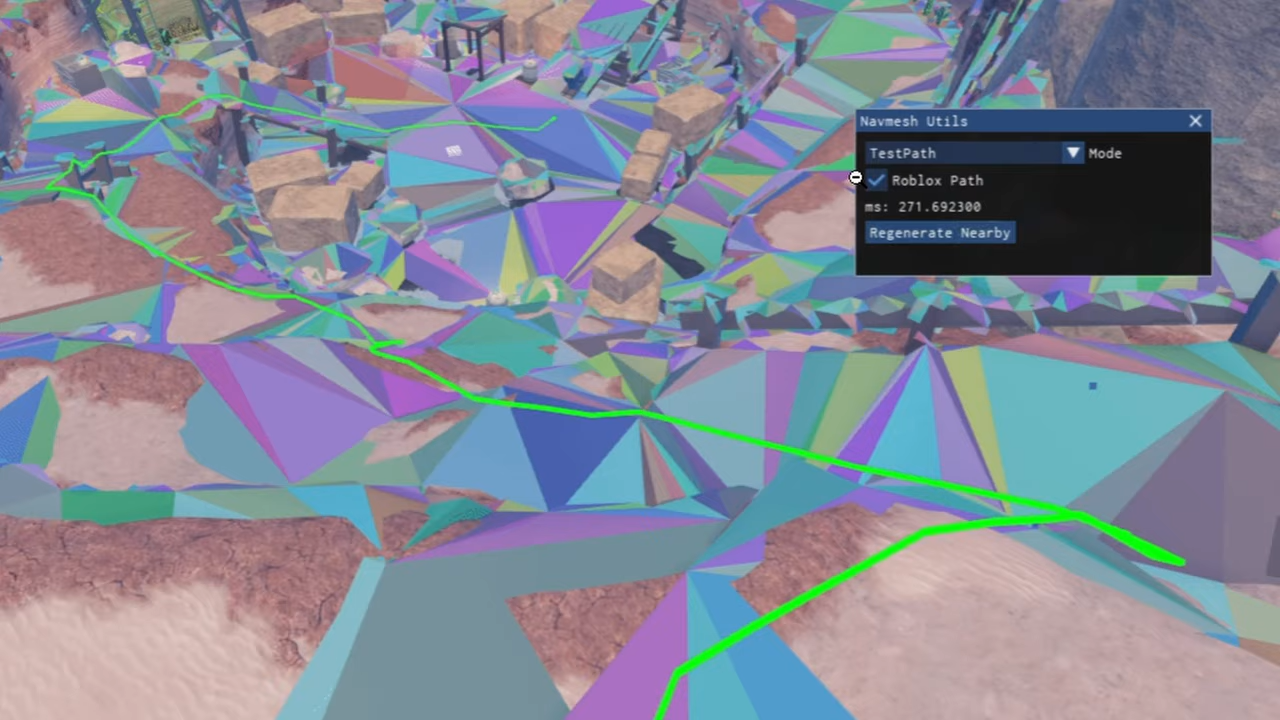 Navmesh Utils
TestPath Mode
Roblox Path
ms: 271.692300
Regenerate Nearby